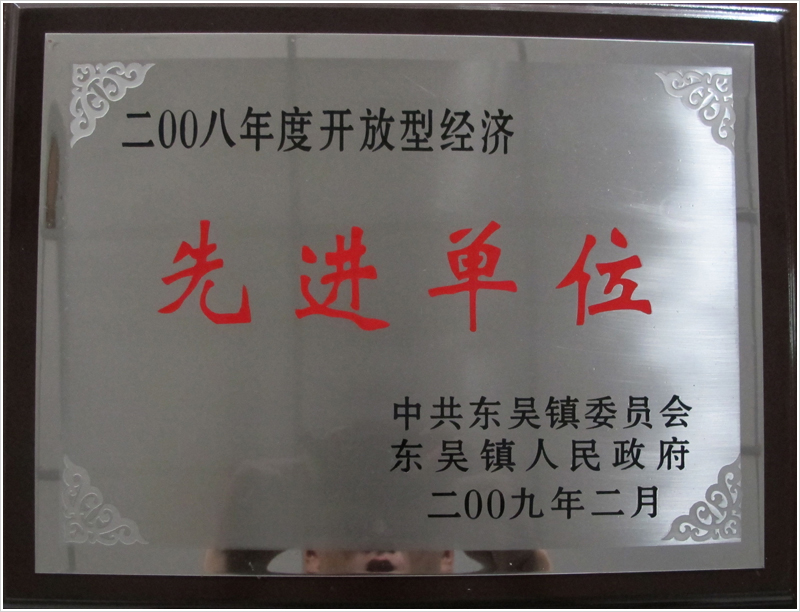 二00八年度开放型经济
先进单位
中共东吴镇委员会
东吴镇人民政府
二00九年二月